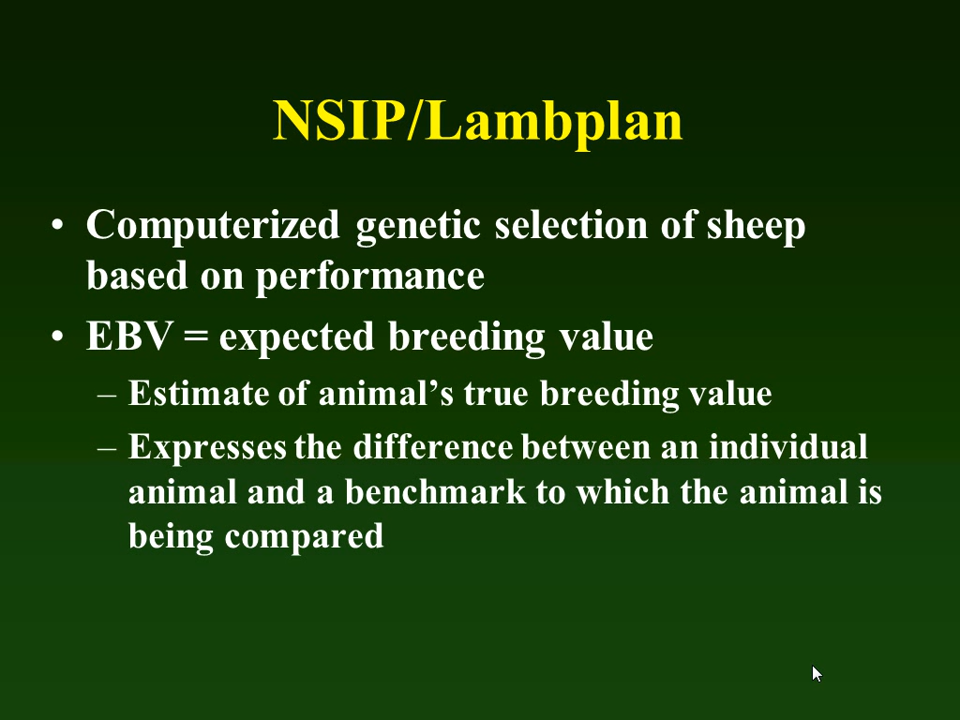 NSIP/Lambplan
• Computerized genetic selection of sheep
based on performance
• EBV = expected breeding value
– Estimate of animal’s true breeding value
– Expresses the difference between an individual
animal and a benchmark to which the animal is
being compared